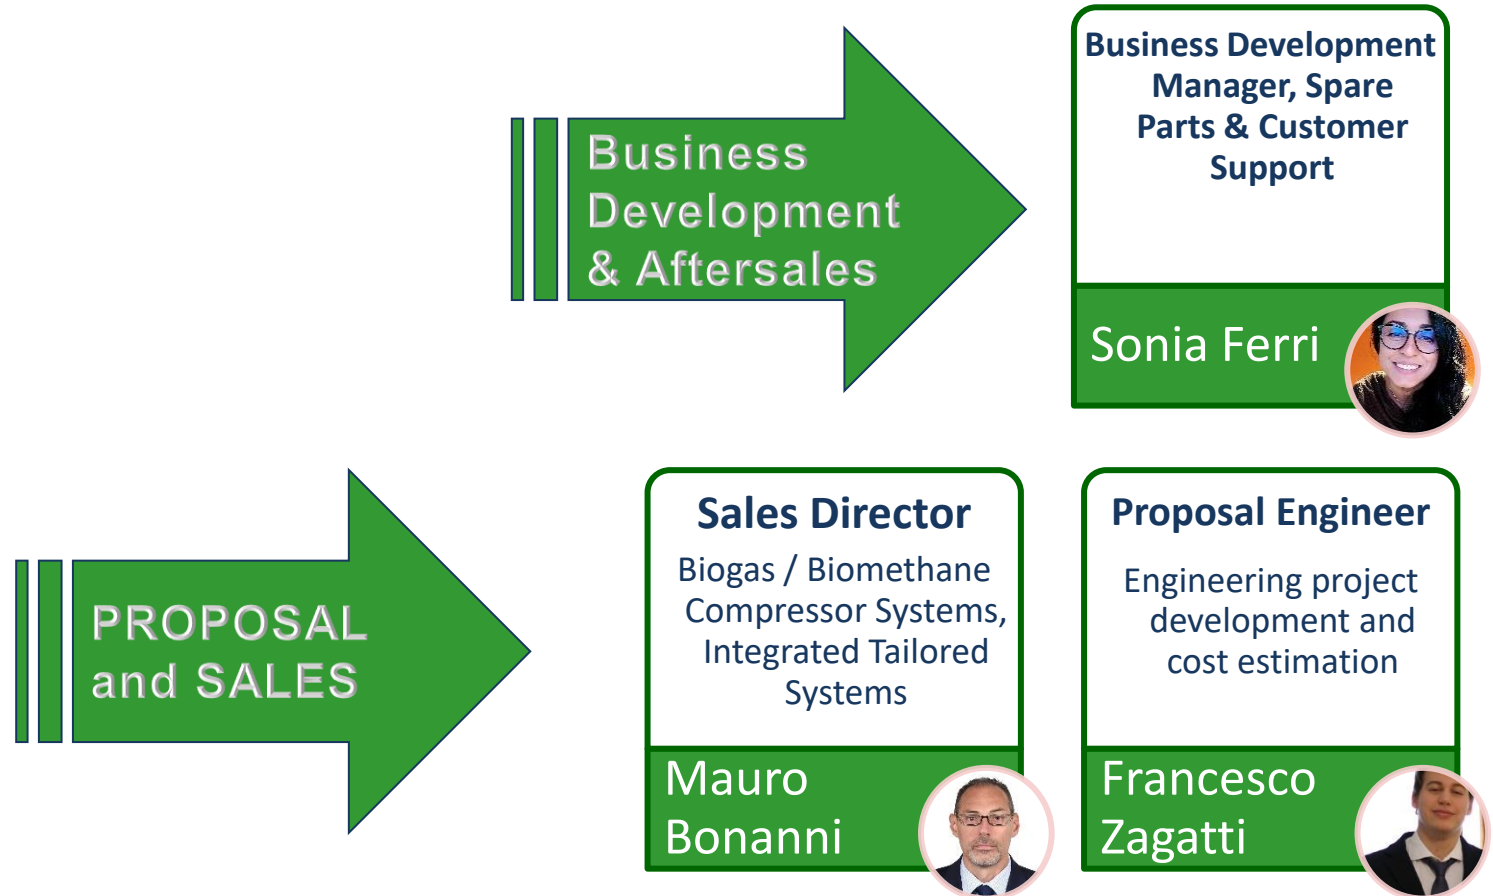 Business
Development
& Aftersales
Business Development
Manager, Spare
Parts & Customer
Support
Sonia Ferri
PROPOSAL
and SALES
Sales Director
Biogas / Biomethane
Compressor Systems,
Integrated Tailored
Systems
Mauro
Bonanni
Proposal Engineer
Engineering project
development and
cost estimation
Francesco
Zagatti